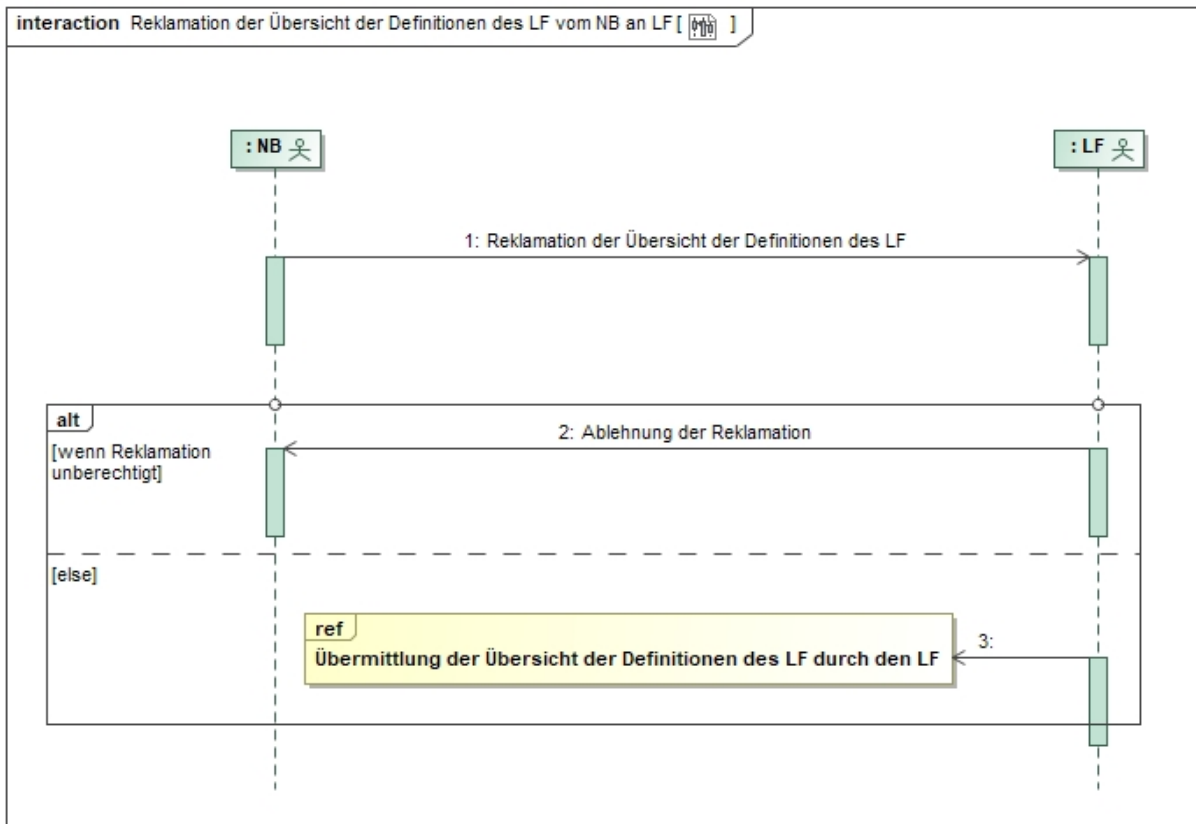 interaction Reklamation der Übersicht der Definitionen des LF vom NB an LF [ ]
: NB
: LF
1: Reklamation der Übersicht der Definitionen des LF
alt
2: Ablehnung der Reklamation
[wenn Reklamation
unberechtigt]
[else]
ref
3:
Übermittlung der Übersicht der Definitionen des LF durch den LF